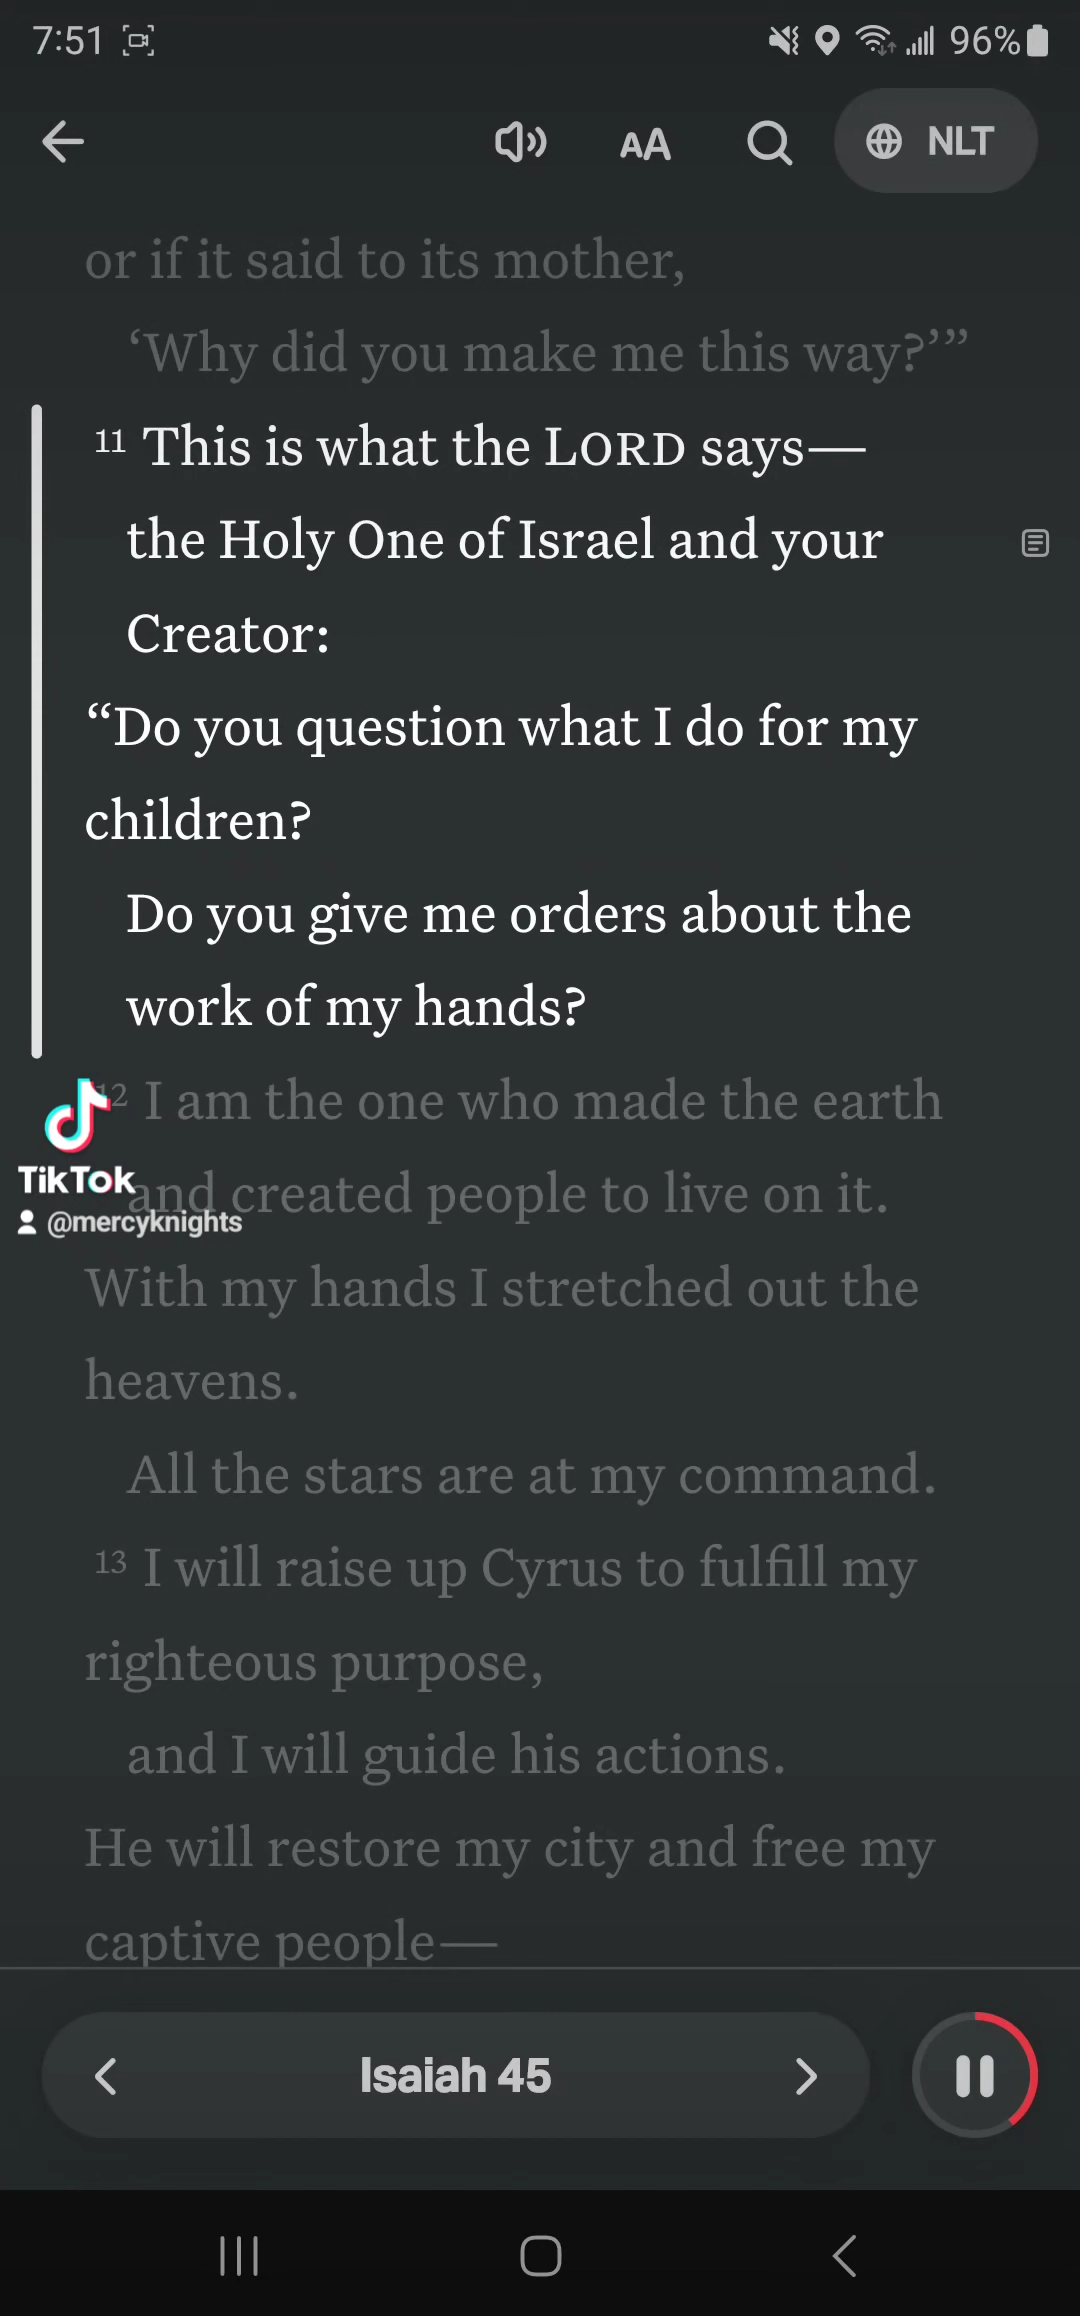 7:51 96%
NLT
or if it said to its mother,
‘Why did you make me this way?’”
11 This is what the LORD says—
the Holy One of Israel and your
Creator:
“Do you question what I do for my
children?
Do you give me orders about the
work of my hands?
12 I am the one who made the earth
and created people to live on it.
TikTok
@mercyknights
With my hands I stretched out the
heavens.
All the stars are at my command.
13 I will raise up Cyrus to fulfill my
righteous purpose,
and I will guide his actions.
He will restore my city and free my
captive people—
Isaiah 45